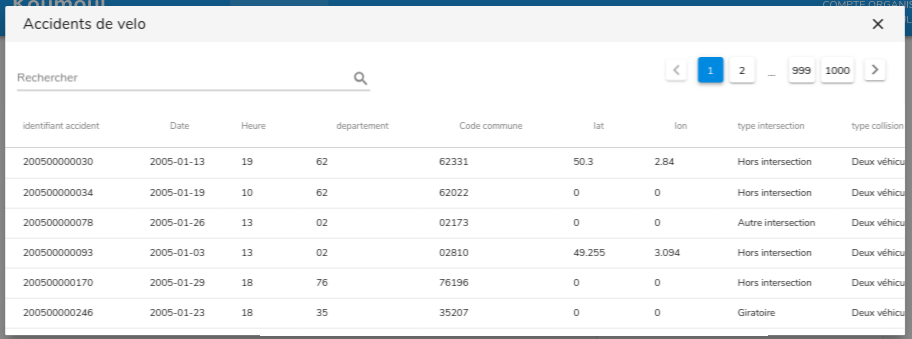 Koumoul
COMPTE ORGANIS
Accidents de velo
Rechercher
1 2 ... 999 1000
identifiant accident Date Heure departement Code commune lat lon type intersection type collision
200500000030 2005-01-13 19 62 62331 50.3 2.84 Hors intersection Deux véhicu
200500000034 2005-01-19 10 62 62022 0 0 Hors intersection Deux véhicu
200500000078 2005-01-26 13 02 02173 0 0 Autre intersection Deux véhicu
200500000093 2005-01-03 13 02 02810 49.255 3.094 Hors intersection Deux véhicu
200500000170 2005-01-29 18 76 76196 0 0 Hors intersection Deux véhicu
200500000246 2005-01-23 18 35 35207 0 0 Giratoire Deux véhicu